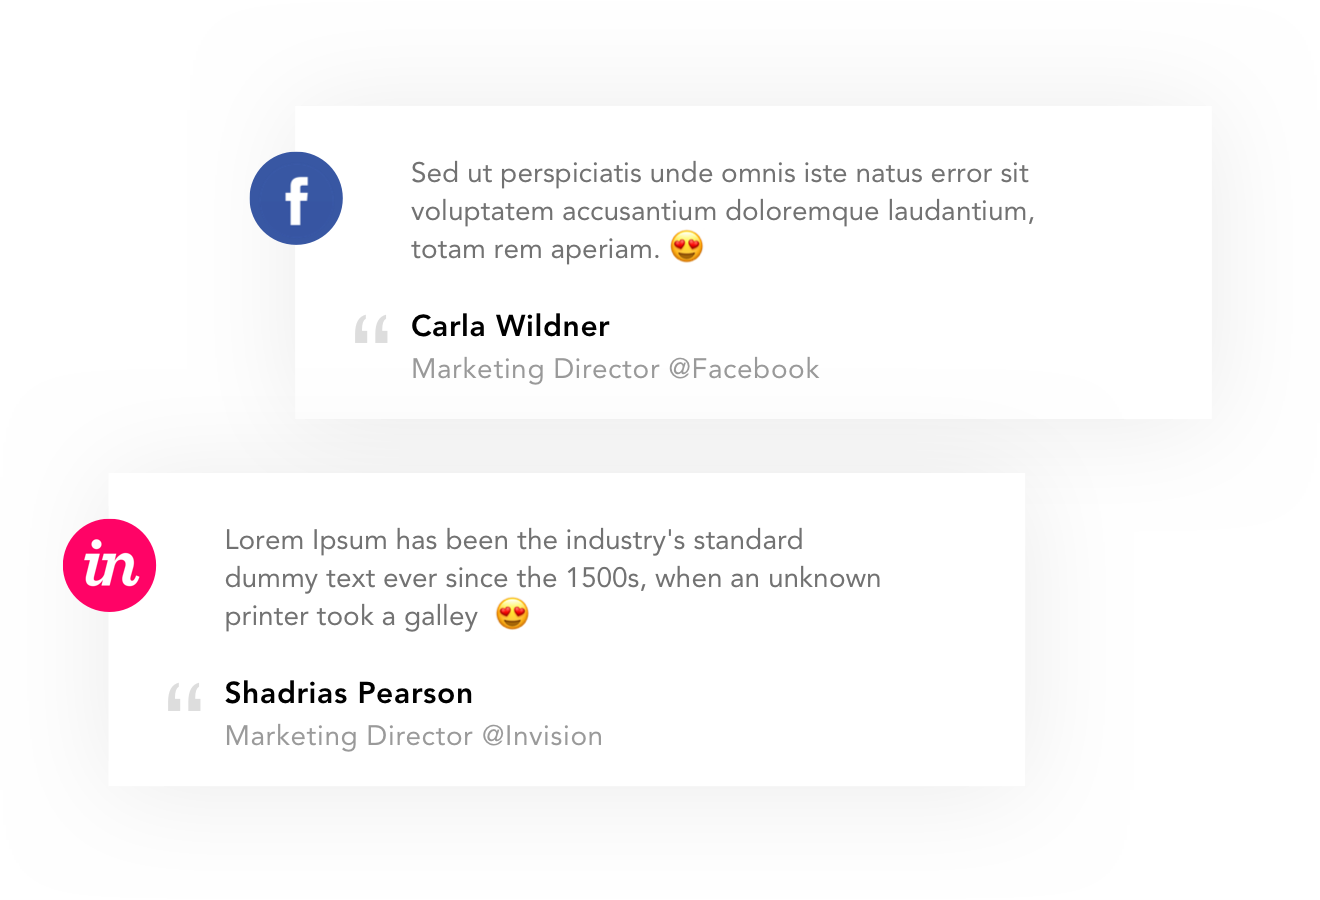 f
Sed ut perspiciatis unde omnis iste natus error sit
voluptatem accusantium doloremque laudantium,
totam rem aperiam. 😍
“
Carla Wildner
Marketing Director @Facebook
in
Lorem Ipsum has been the industry's standard
dummy text ever since the 1500s, when an unknown
printer took a galley 😍
“
Shadrias Pearson
Marketing Director @Invision